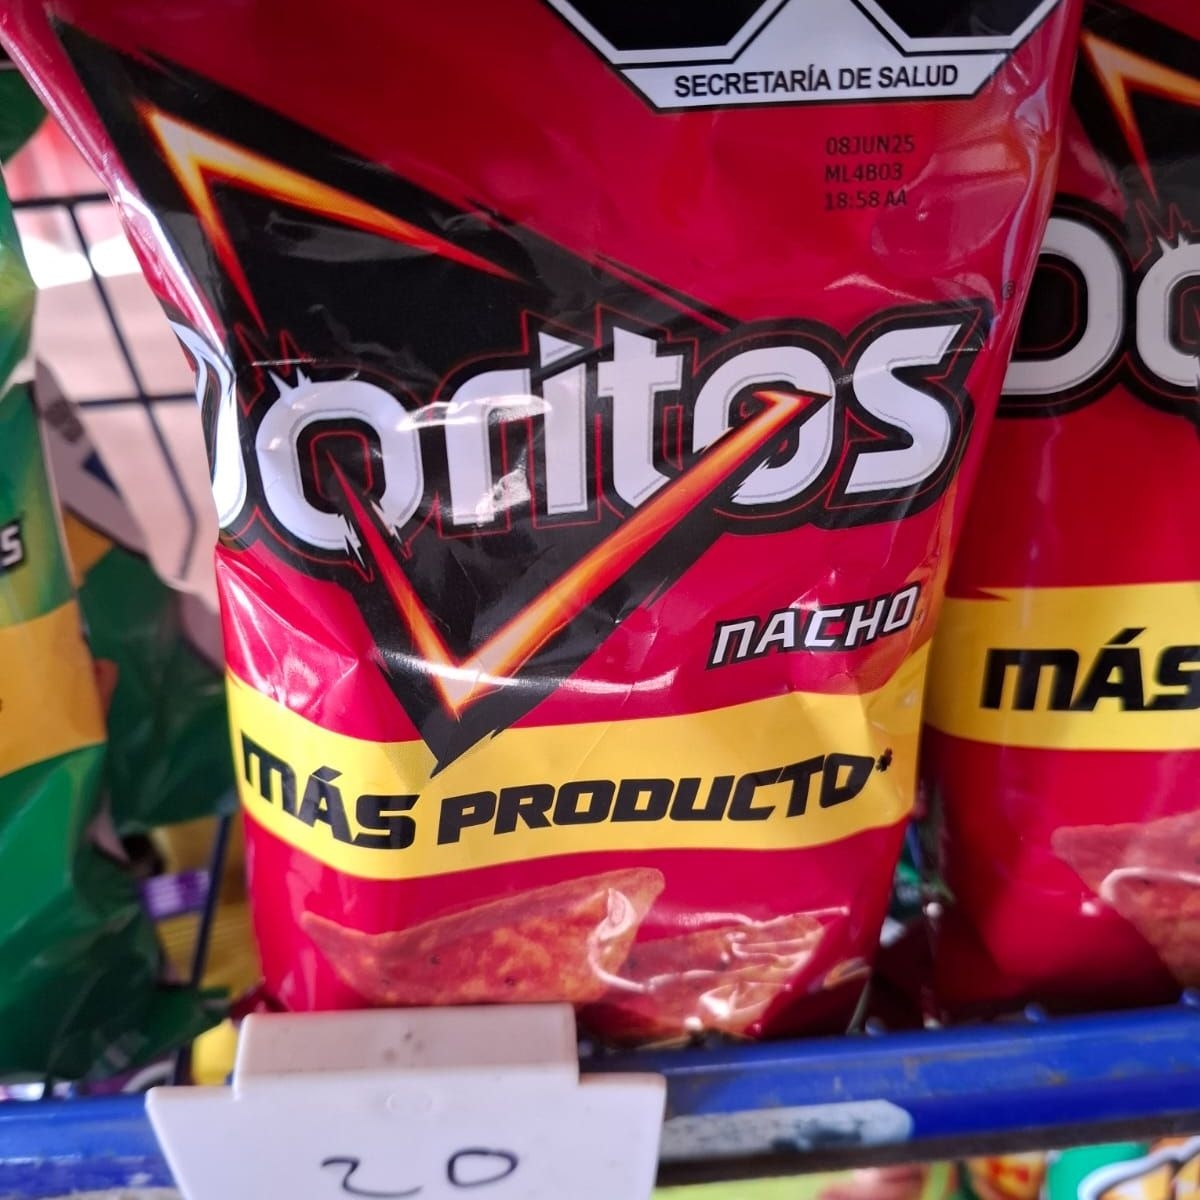 SECRETARÍA DE SALUD
08JUN25
ML4B03
18:58 AA
Doritos
NACHO
MÁS PRODUCTO*
MÁS
20